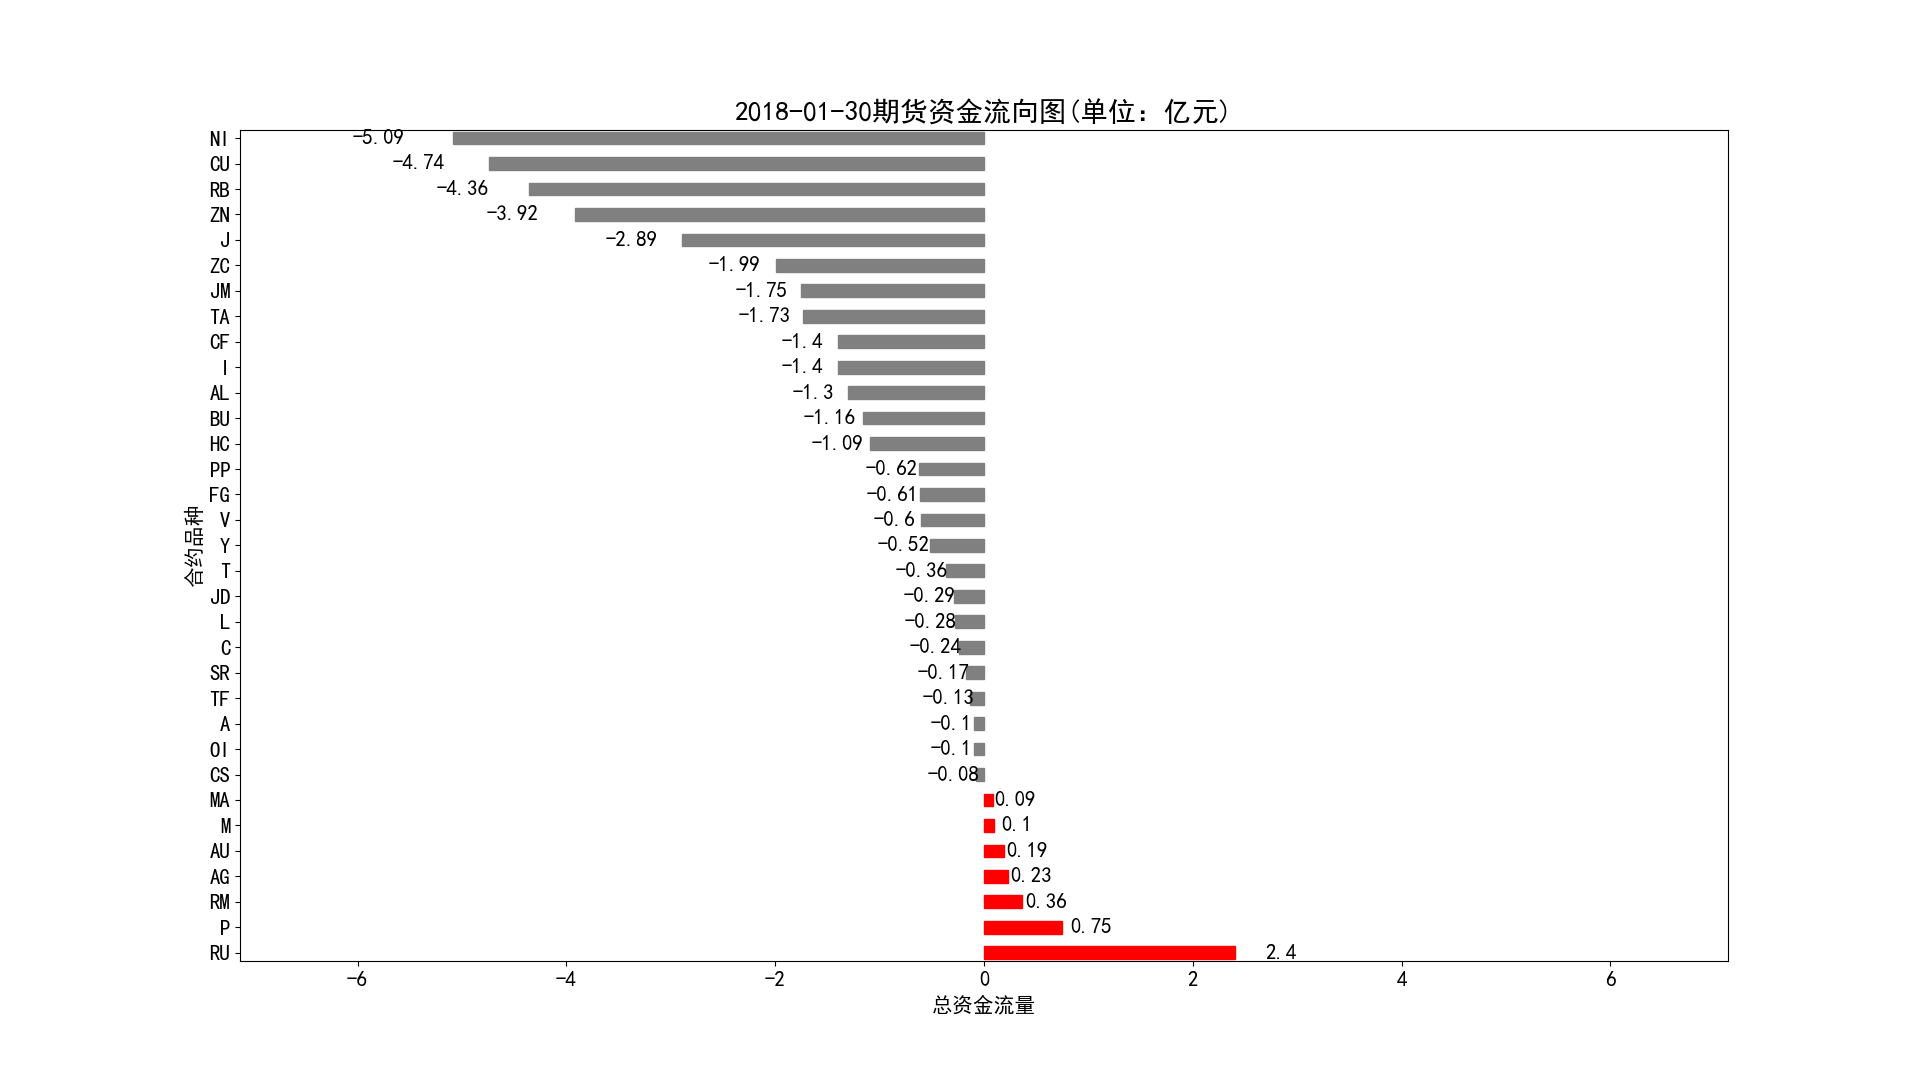 2018-01-30期货资金流向图(单位：亿元)
NI -5.09
CU -4.74
RB -4.36
ZN -3.92
J -2.89
ZC -1.99
JM -1.75
TA -1.73
CF -1.4
I -1.4
AL -1.3
BU -1.16
HC -1.09
PP -0.62
FG -0.61
V -0.6
Y -0.52
T -0.36
JD -0.29
L -0.28
C -0.24
SR -0.17
TF -0.13
A -0.1
OI -0.1
CS -0.08
MA 0.09
M 0.1
AU 0.19
AG 0.23
RM 0.36
P 0.75
RU 2.4
合约品种
-6 -4 -2 0 2 4 6
总资金流量